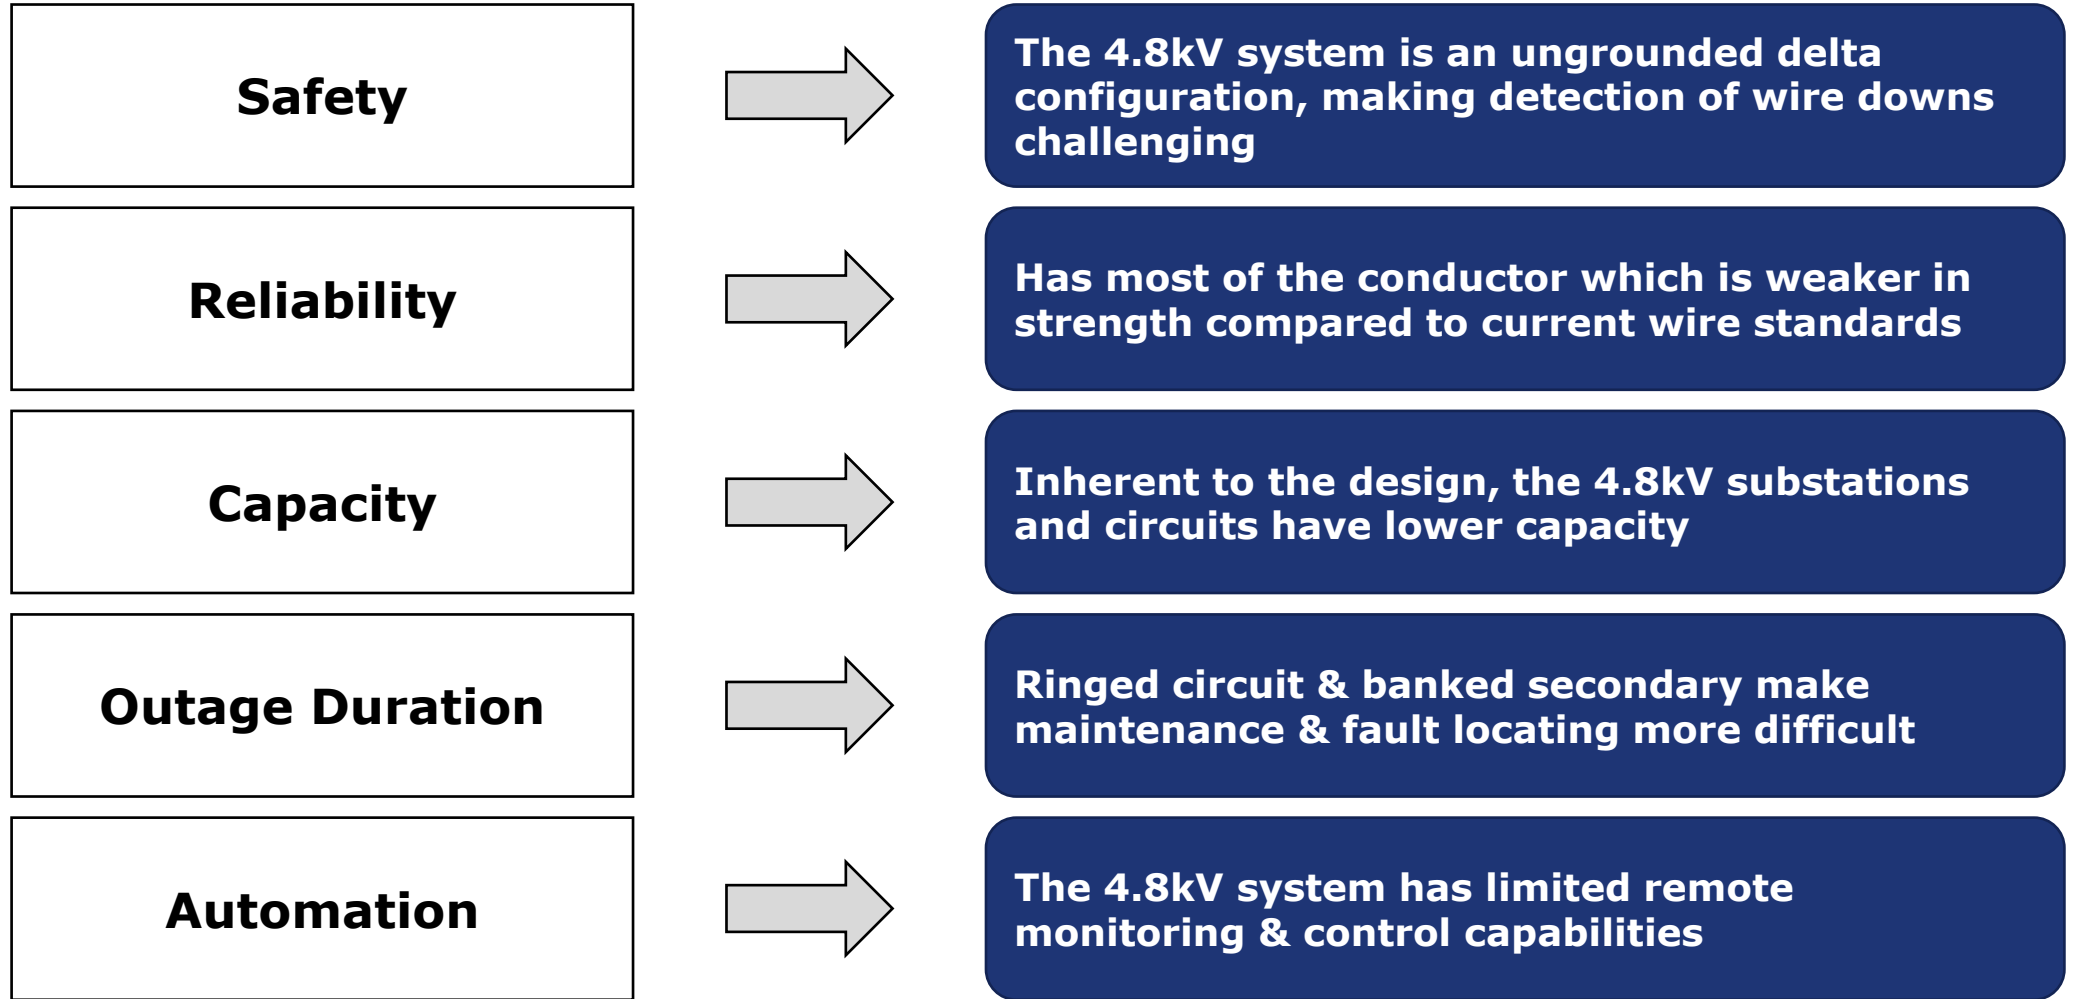 Safety
The 4.8kV system is an ungrounded delta
configuration, making detection of wire downs
challenging
Reliability
Has most of the conductor which is weaker in
strength compared to current wire standards
Capacity
Inherent to the design, the 4.8kV substations
and circuits have lower capacity
Outage Duration
Ringed circuit & banked secondary make
maintenance & fault locating more difficult
Automation
The 4.8kV system has limited remote
monitoring & control capabilities